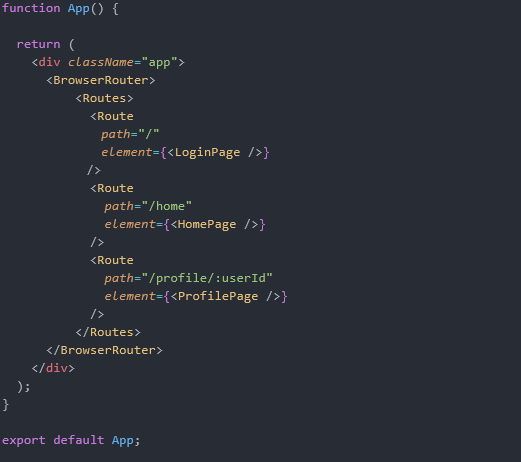 function App() {
return (
<div className="app">
<BrowserRouter>
<Routes>
<Route
path="/"
element={<LoginPage />}
/>
<Route
path="/home"
element={<HomePage />}
/>
<Route
path="/profile/:userId"
element={<ProfilePage />}
/>
</Routes>
</BrowserRouter>
</div>
);
}
export default App;